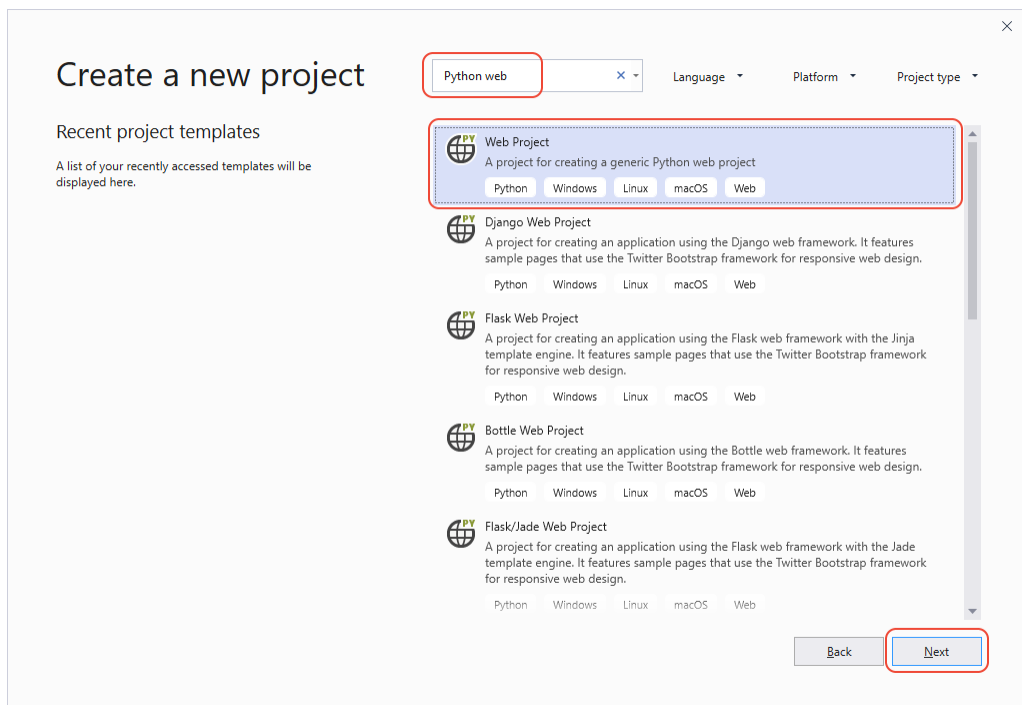 Create a new project
Python web
Language
Platform
Project type
Recent project templates
A list of your recently accessed templates will be
displayed here.
PY
Web Project
A project for creating a generic Python web project
Python Windows Linux macOS Web
PY
Django Web Project
A project for creating an application using the Django web framework. It features
sample pages that use the Twitter Bootstrap framework for responsive web design.
Python Windows Linux macOS Web
PY
Flask Web Project
A project for creating an application using the Flask web framework with the Jinja
template engine. It features sample pages that use the Twitter Bootstrap framework
for responsive web design.
Python Windows Linux macOS Web
PY
Bottle Web Project
A project for creating an application using the Bottle web framework. It features
sample pages that use the Twitter Bootstrap framework for responsive web design.
Python Windows Linux macOS Web
PY
Flask/Jade Web Project
A project for creating an application using the Flask web framework with the Jade
template engine. It features sample pages that use the Twitter Bootstrap framework
for responsive web design.
Python Windows Linux macOS Web
Back
Next